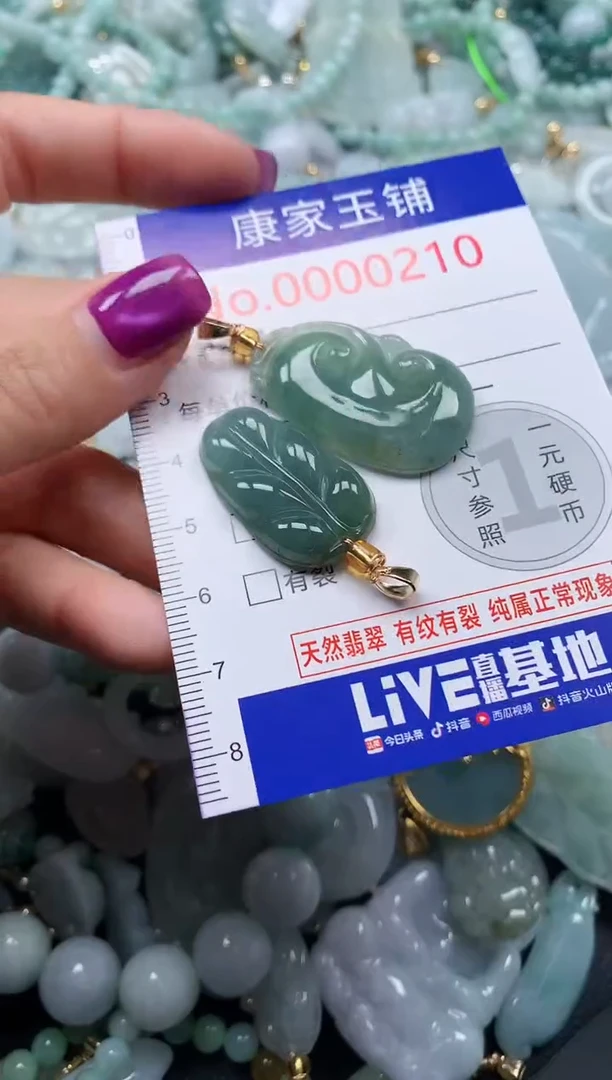 康家玉铺
No.0000210
一元硬币
1
尺寸参照
有裂
天然翡翠 有纹有裂 纯属正常现象
LiVE直播基地
今日头条 抖音 西瓜视频 抖音火山版
0
3
4
5
6
7
8